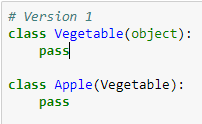 # Version 1
class Vegetable(object):
    pass

class Apple(Vegetable):
    pass